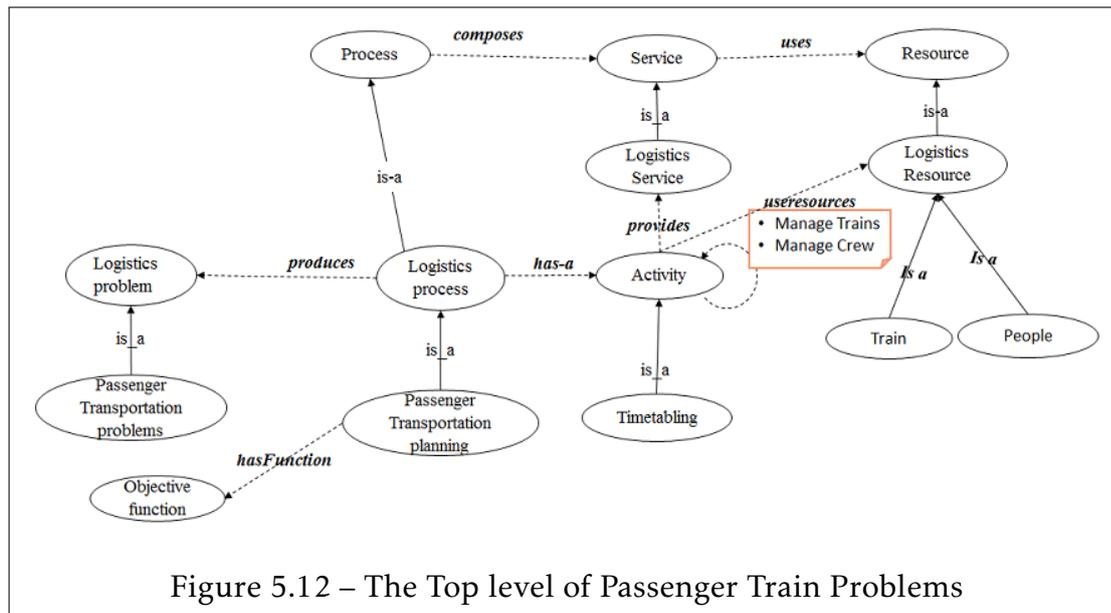 composes
uses
Process
Service
Resource
is_a
is-a
Logistics
Service
Logistics
Resource
is-a
useresources
provides
• Manage Trains
• Manage Crew
Logistics
problem
produces
Logistics
process
has-a
Activity
Is a
Is a
Train
People
is_a
is_a
is_a
Passenger
Transportation
problems
Passenger
Transportation
planning
Timetabling
hasFunction
Objective
function
Figure 5.12 – The Top level of Passenger Train Problems